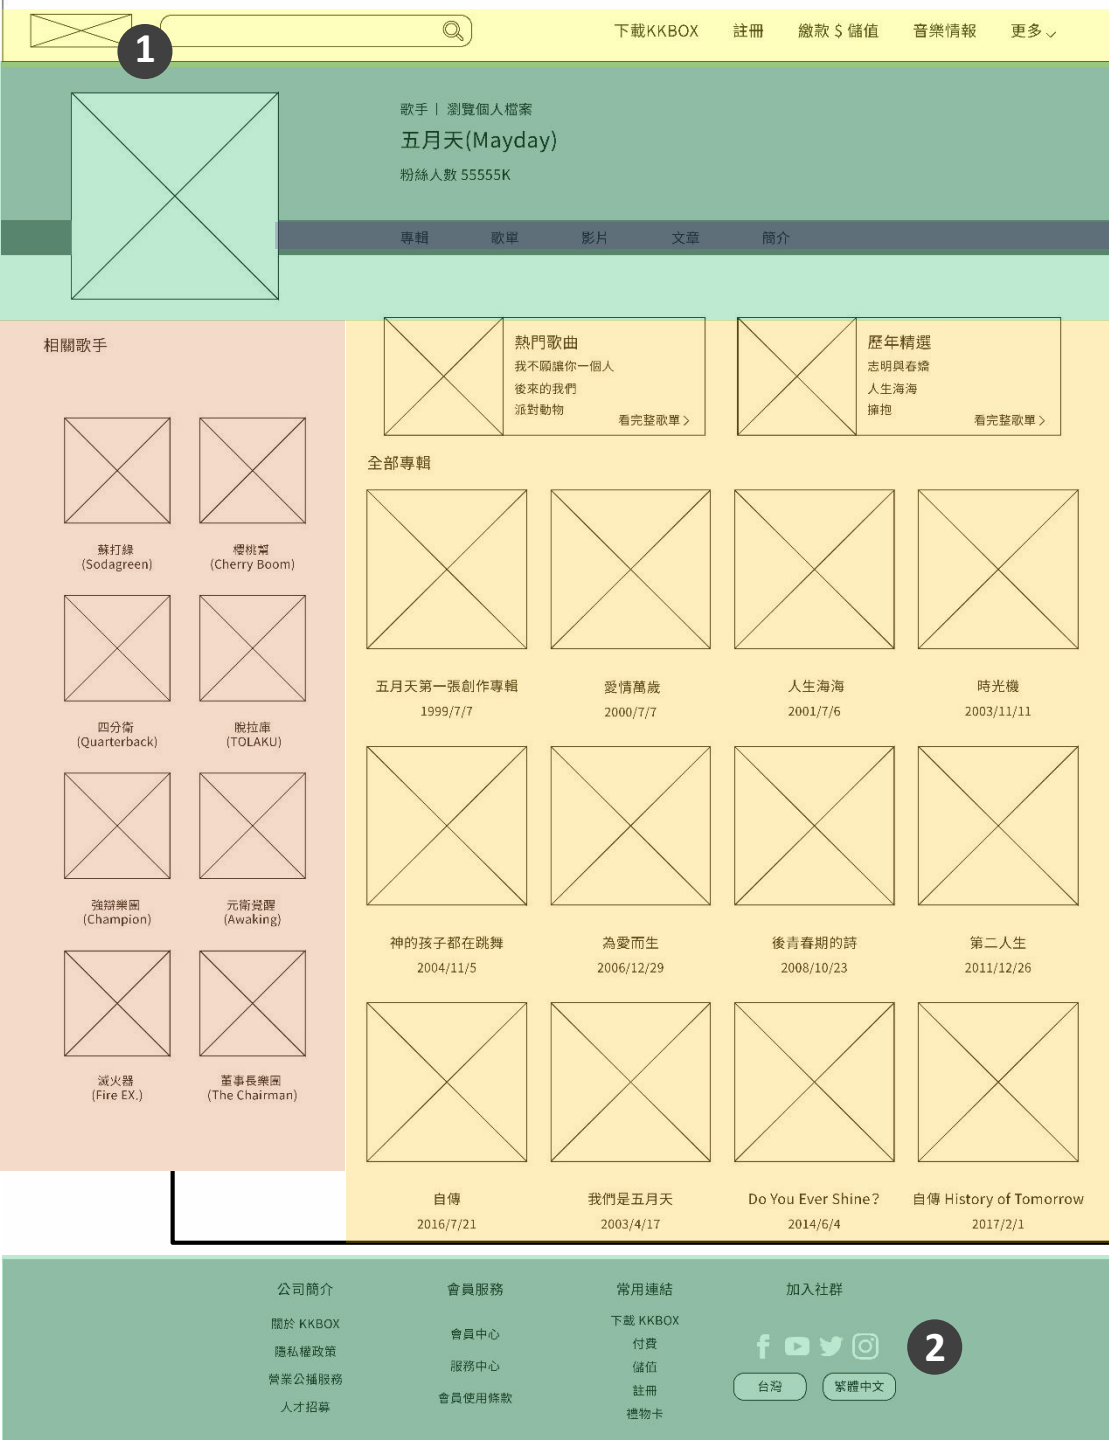 1
下載KKBOX 註冊 繳款 $ 儲值 音樂情報 更多
歌手 | 瀏覽個人檔案
五月天(Mayday)
粉絲人數 55555K
專輯 歌單 影片 文章 簡介
相關歌手
蘇打綠
(Sodagreen)
櫻桃幫
(Cherry Boom)
四分衛
(Quarterback)
脫拉庫
(TOLAKU)
強辯樂團
(Champion)
元衛覺醒
(Awaking)
滅火器
(Fire EX.)
董事長樂團
(The Chairman)
熱門歌曲
我不願讓你一個人
後來的我們
派對動物
看完整歌單 >
歷年精選
志明與春嬌
人生海海
擁抱
看完整歌單 >
全部專輯
五月天第一張創作專輯
1999/7/7
愛情萬歲
2000/7/7
人生海海
2001/7/6
時光機
2003/11/11
神的孩子都在跳舞
2004/11/5
為愛而生
2006/12/29
後青春期的詩
2008/10/23
第二人生
2011/12/26
自傳
2016/7/21
我們是五月天
2003/4/17
Do You Ever Shine?
2014/6/4
自傳 History of Tomorrow
2017/2/1
公司簡介
關於 KKBOX
隱私權政策
營業公播服務
人才招募
會員服務
會員中心
服務中心
會員使用條款
常用連結
下載 KKBOX
付費
儲值
註冊
禮物卡
加入社群
2
台灣 繁體中文